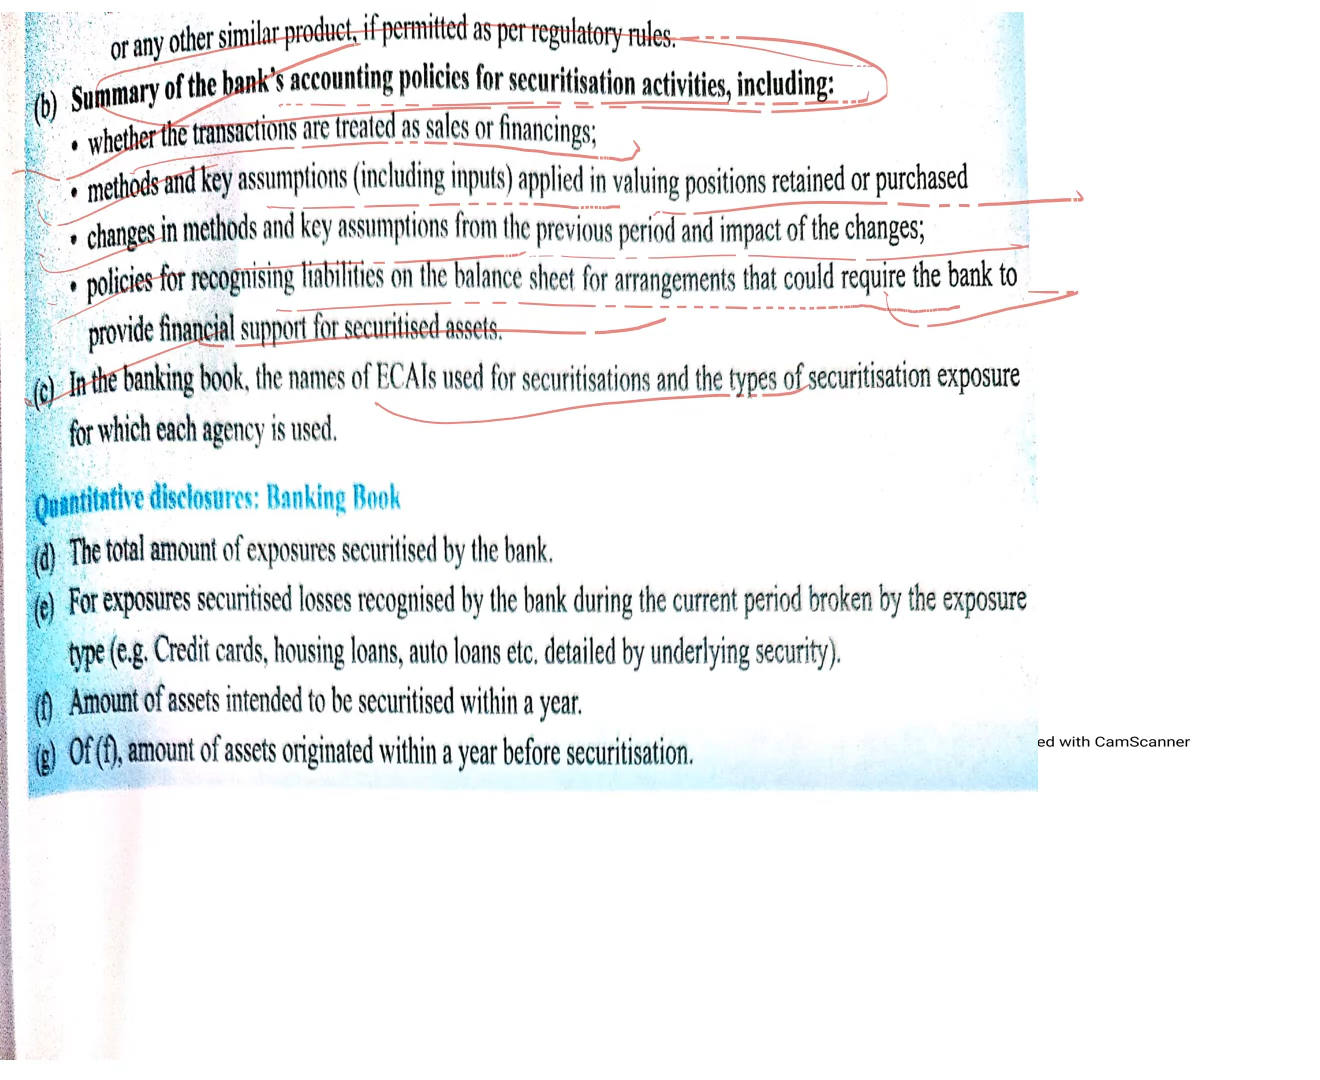 or any other similar product, if permitted as per regulatory rules.
(b) Summary of the bank's accounting policies for securitisation activities, including:
• whether the transactions are treated as sales or financings;
• methods and key assumptions (including inputs) applied in valuing positions retained or purchased
• changes in methods and key assumptions from the previous period and impact of the changes;
• policies for recognising liabilities on the balance sheet for arrangements that could require the bank to
provide financial support for securitised assets.
(c) In the banking book, the names of ECAIs used for securitisations and the types of securitisation exposure
for which each agency is used.
Quantitative disclosures: Banking Book
(d) The total amount of exposures securitised by the bank.
(e) For exposures securitised losses recognised by the bank during the current period broken by the exposure
type (e.g. Credit cards, housing loans, auto loans etc. detailed by underlying security).
(f) Amount of assets intended to be securitised within a year.
(g) Of (f), amount of assets originated within a year before securitisation.
ed with CamScanner